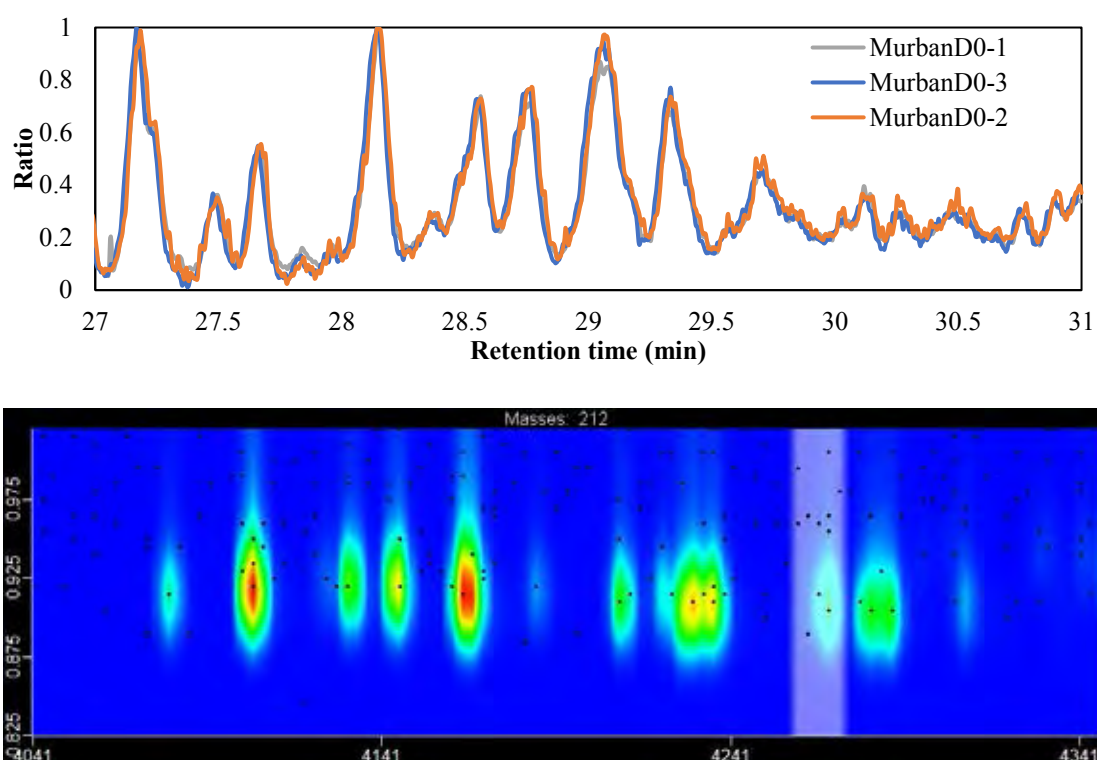 1
MurbanD0-1
0.8
MurbanD0-3
MurbanD0-2
0.6
Ratio
0.4
0.2
0
27 27.5 28 28.5 29 29.5 30 30.5 31
Retention time (min)
Masses: 212
0.975
0.925
0.875
0.825
4041 4141 4241 4341